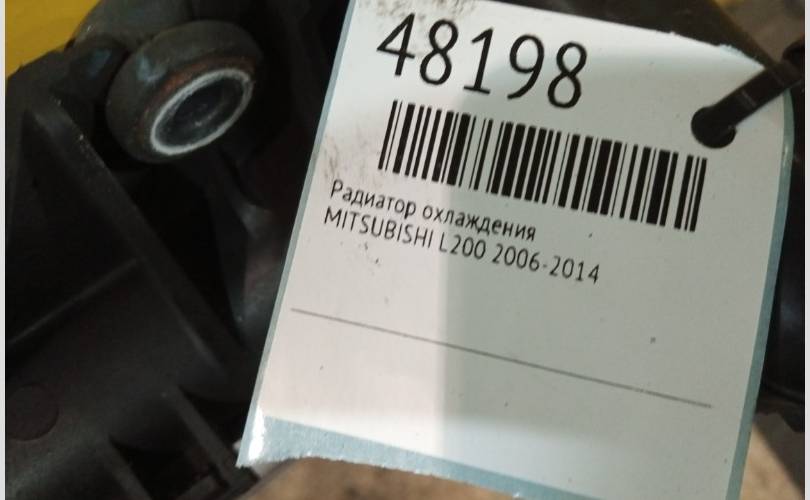 48198
Радиатор охлаждения
MITSUBISHI L200 2006-2014